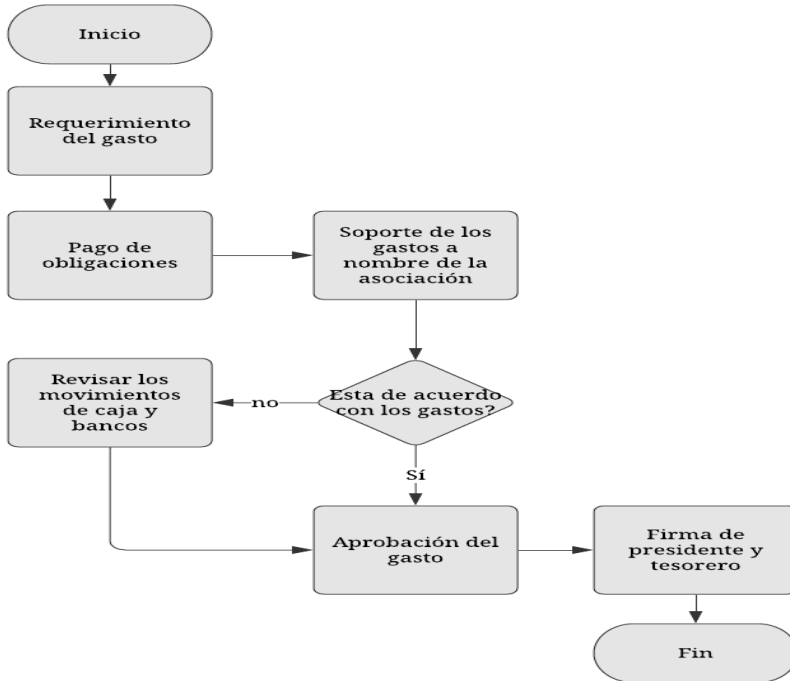 Inicio
Requerimiento
del gasto
Pago de
obligaciones
Soporte de los
gastos a
nombre de la
asociación
Esta de acuerdo
con los gastos?
no
Revisar los
movimientos
de caja y
bancos
Sí
Aprobación del
gasto
Firma de
presidente y
tesorero
Fin